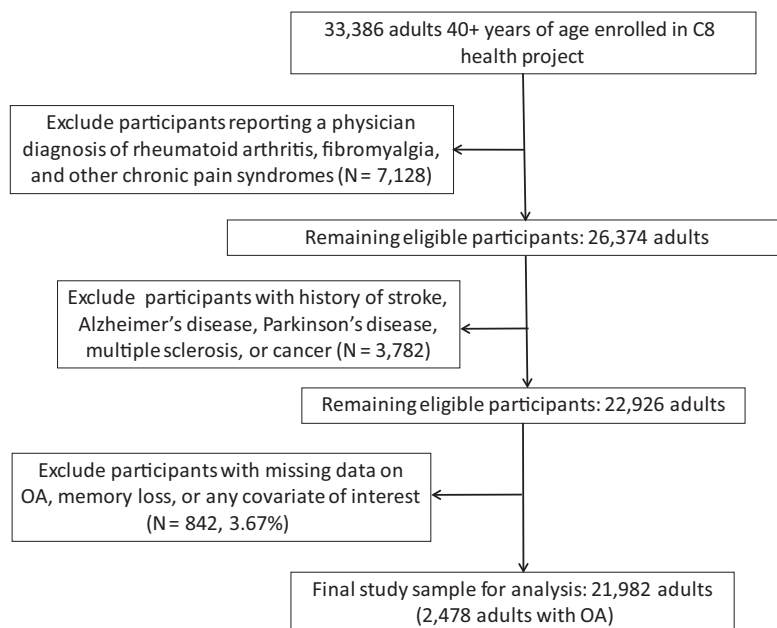 33,386 adults 40+ years of age enrolled in C8
health project
Exclude participants reporting a physician
diagnosis of rheumatoid arthritis, fibromyalgia,
and other chronic pain syndromes (N = 7,128)
Remaining eligible participants: 26,374 adults
Exclude participants with history of stroke,
Alzheimer's disease, Parkinson's disease,
multiple sclerosis, or cancer (N = 3,782)
Remaining eligible participants: 22,926 adults
Exclude participants with missing data on
OA, memory loss, or any covariate of interest
(N = 842, 3.67%)
Final study sample for analysis: 21,982 adults
(2,478 adults with OA)